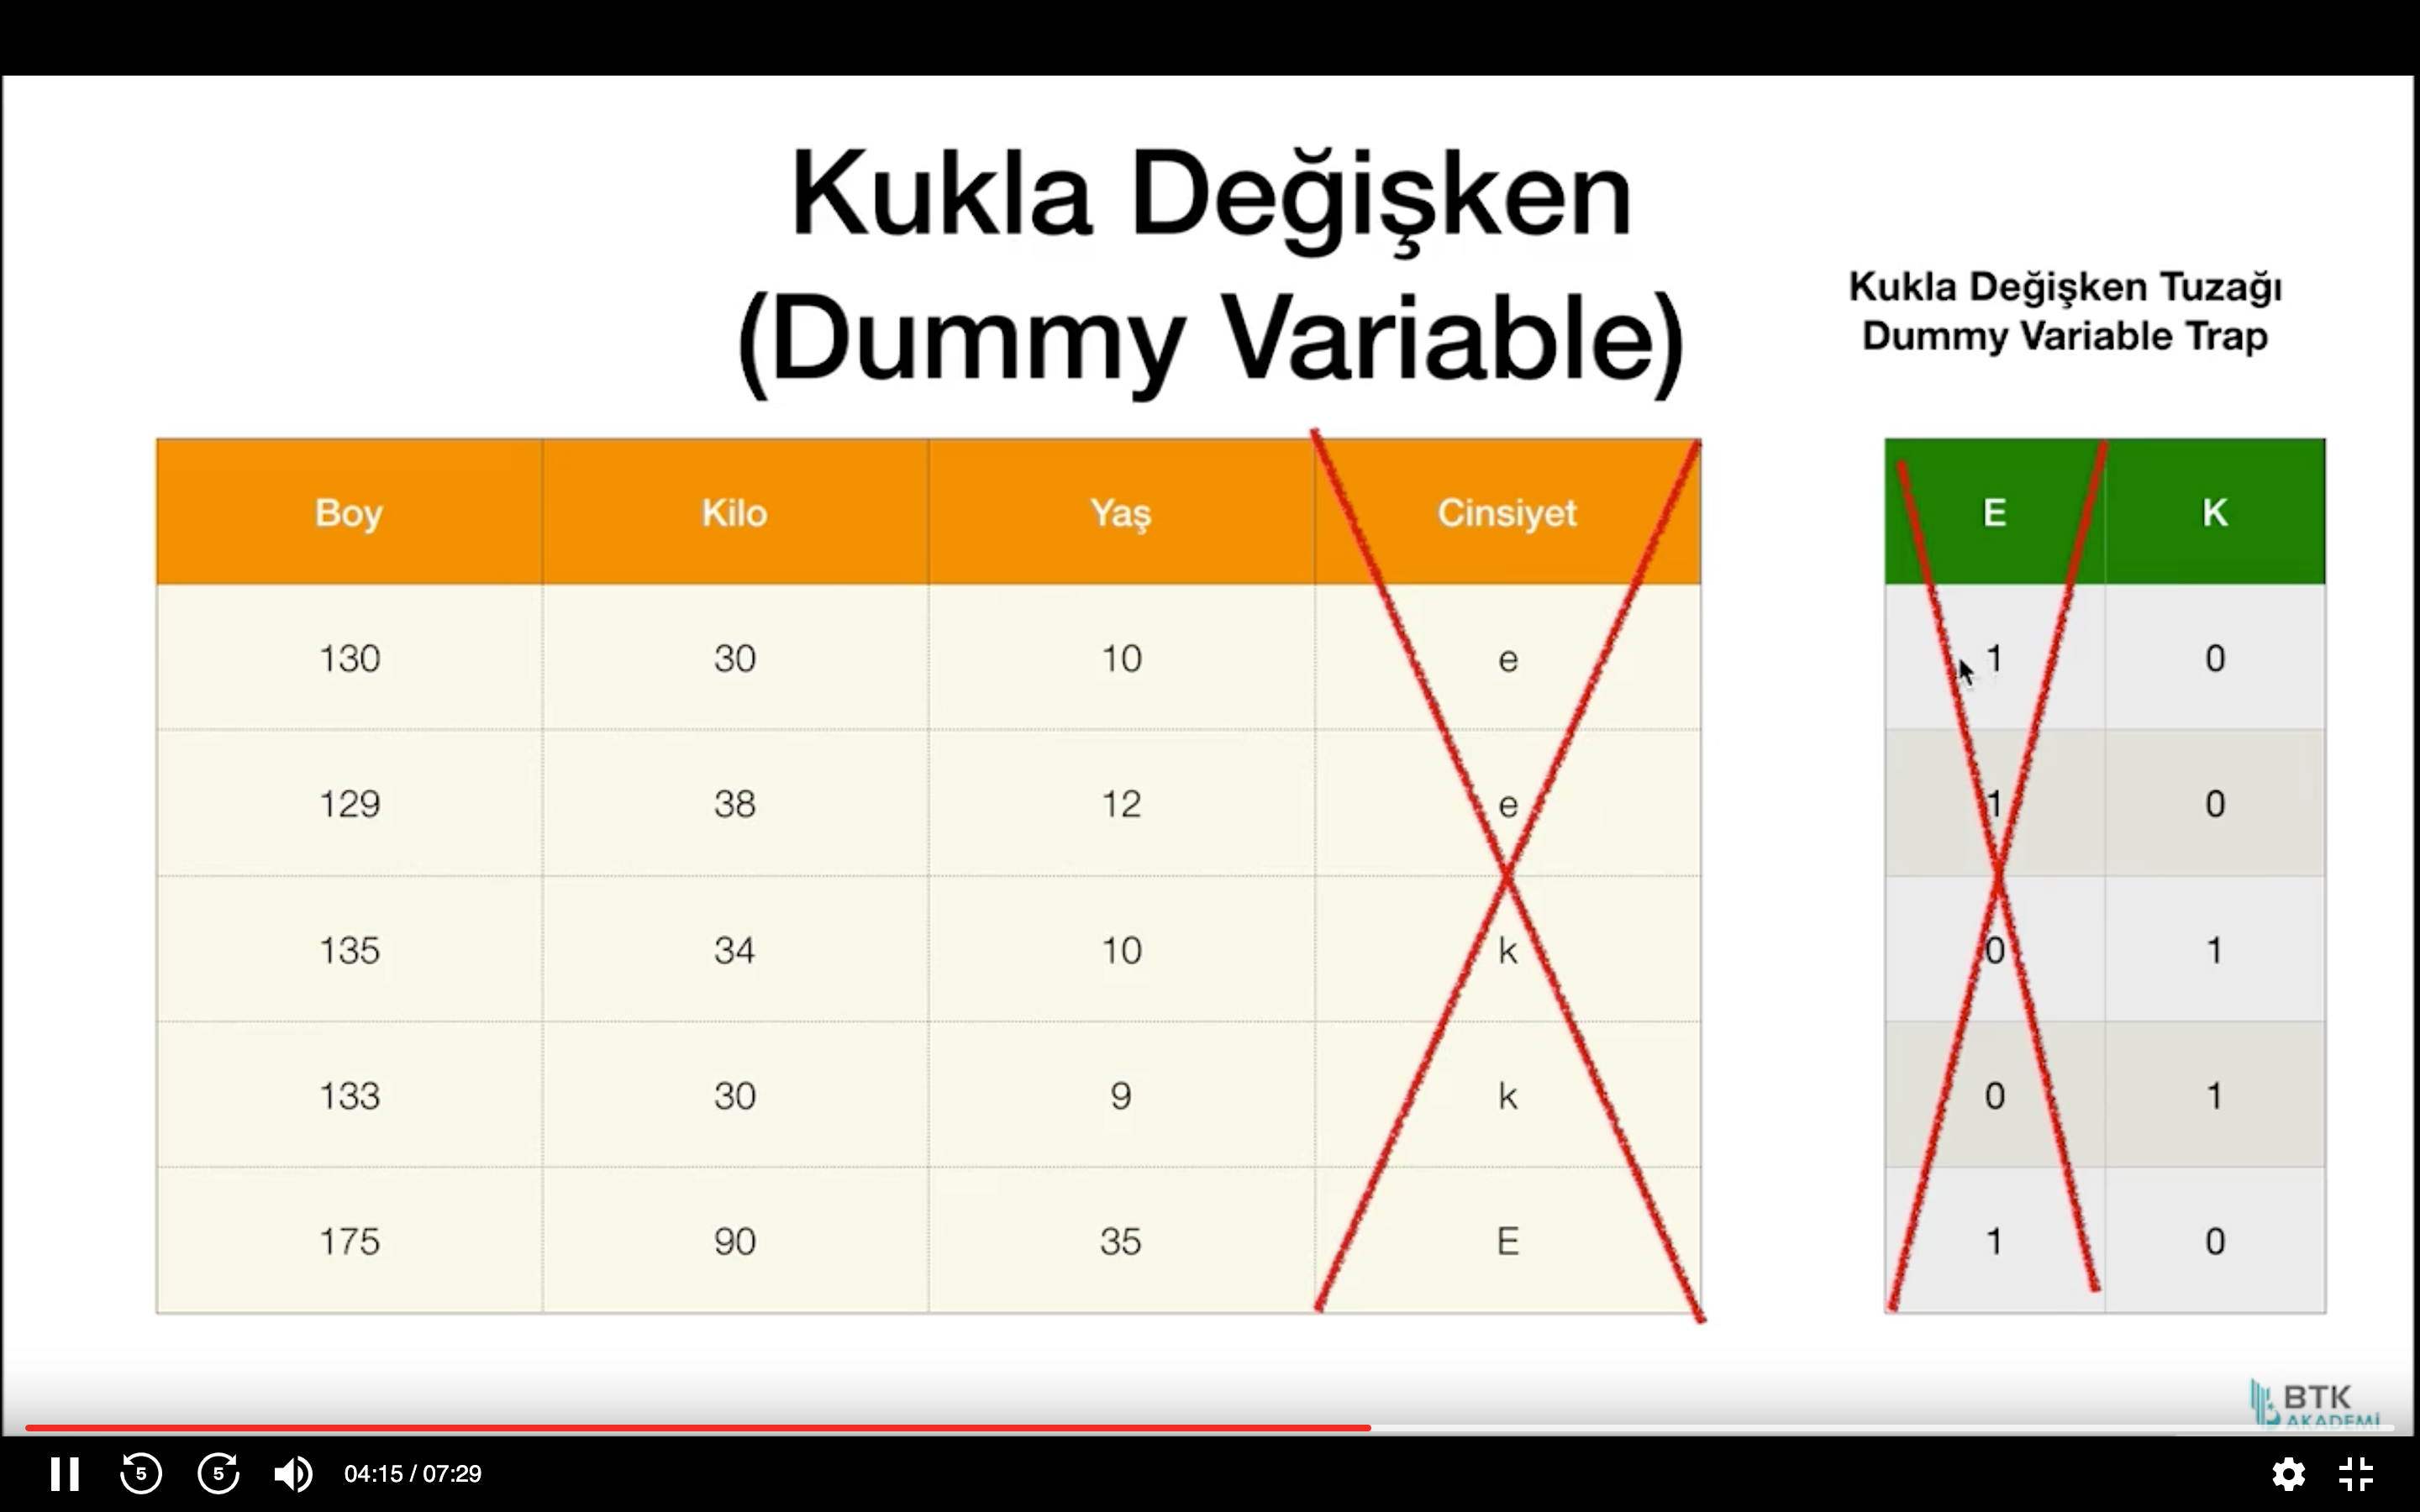 Kukla Değişken
(Dummy Variable)
Kukla Değişken Tuzağı
Dummy Variable Trap
Boy Kilo Yaş Cinsiyet E K
130 30 10 e 1 0
129 38 12 e 1 0
135 34 10 k 0 1
133 30 9 k 0 1
175 90 35 E 1 0
BTK
AKADEMİ
5 5 04:15 / 07:29